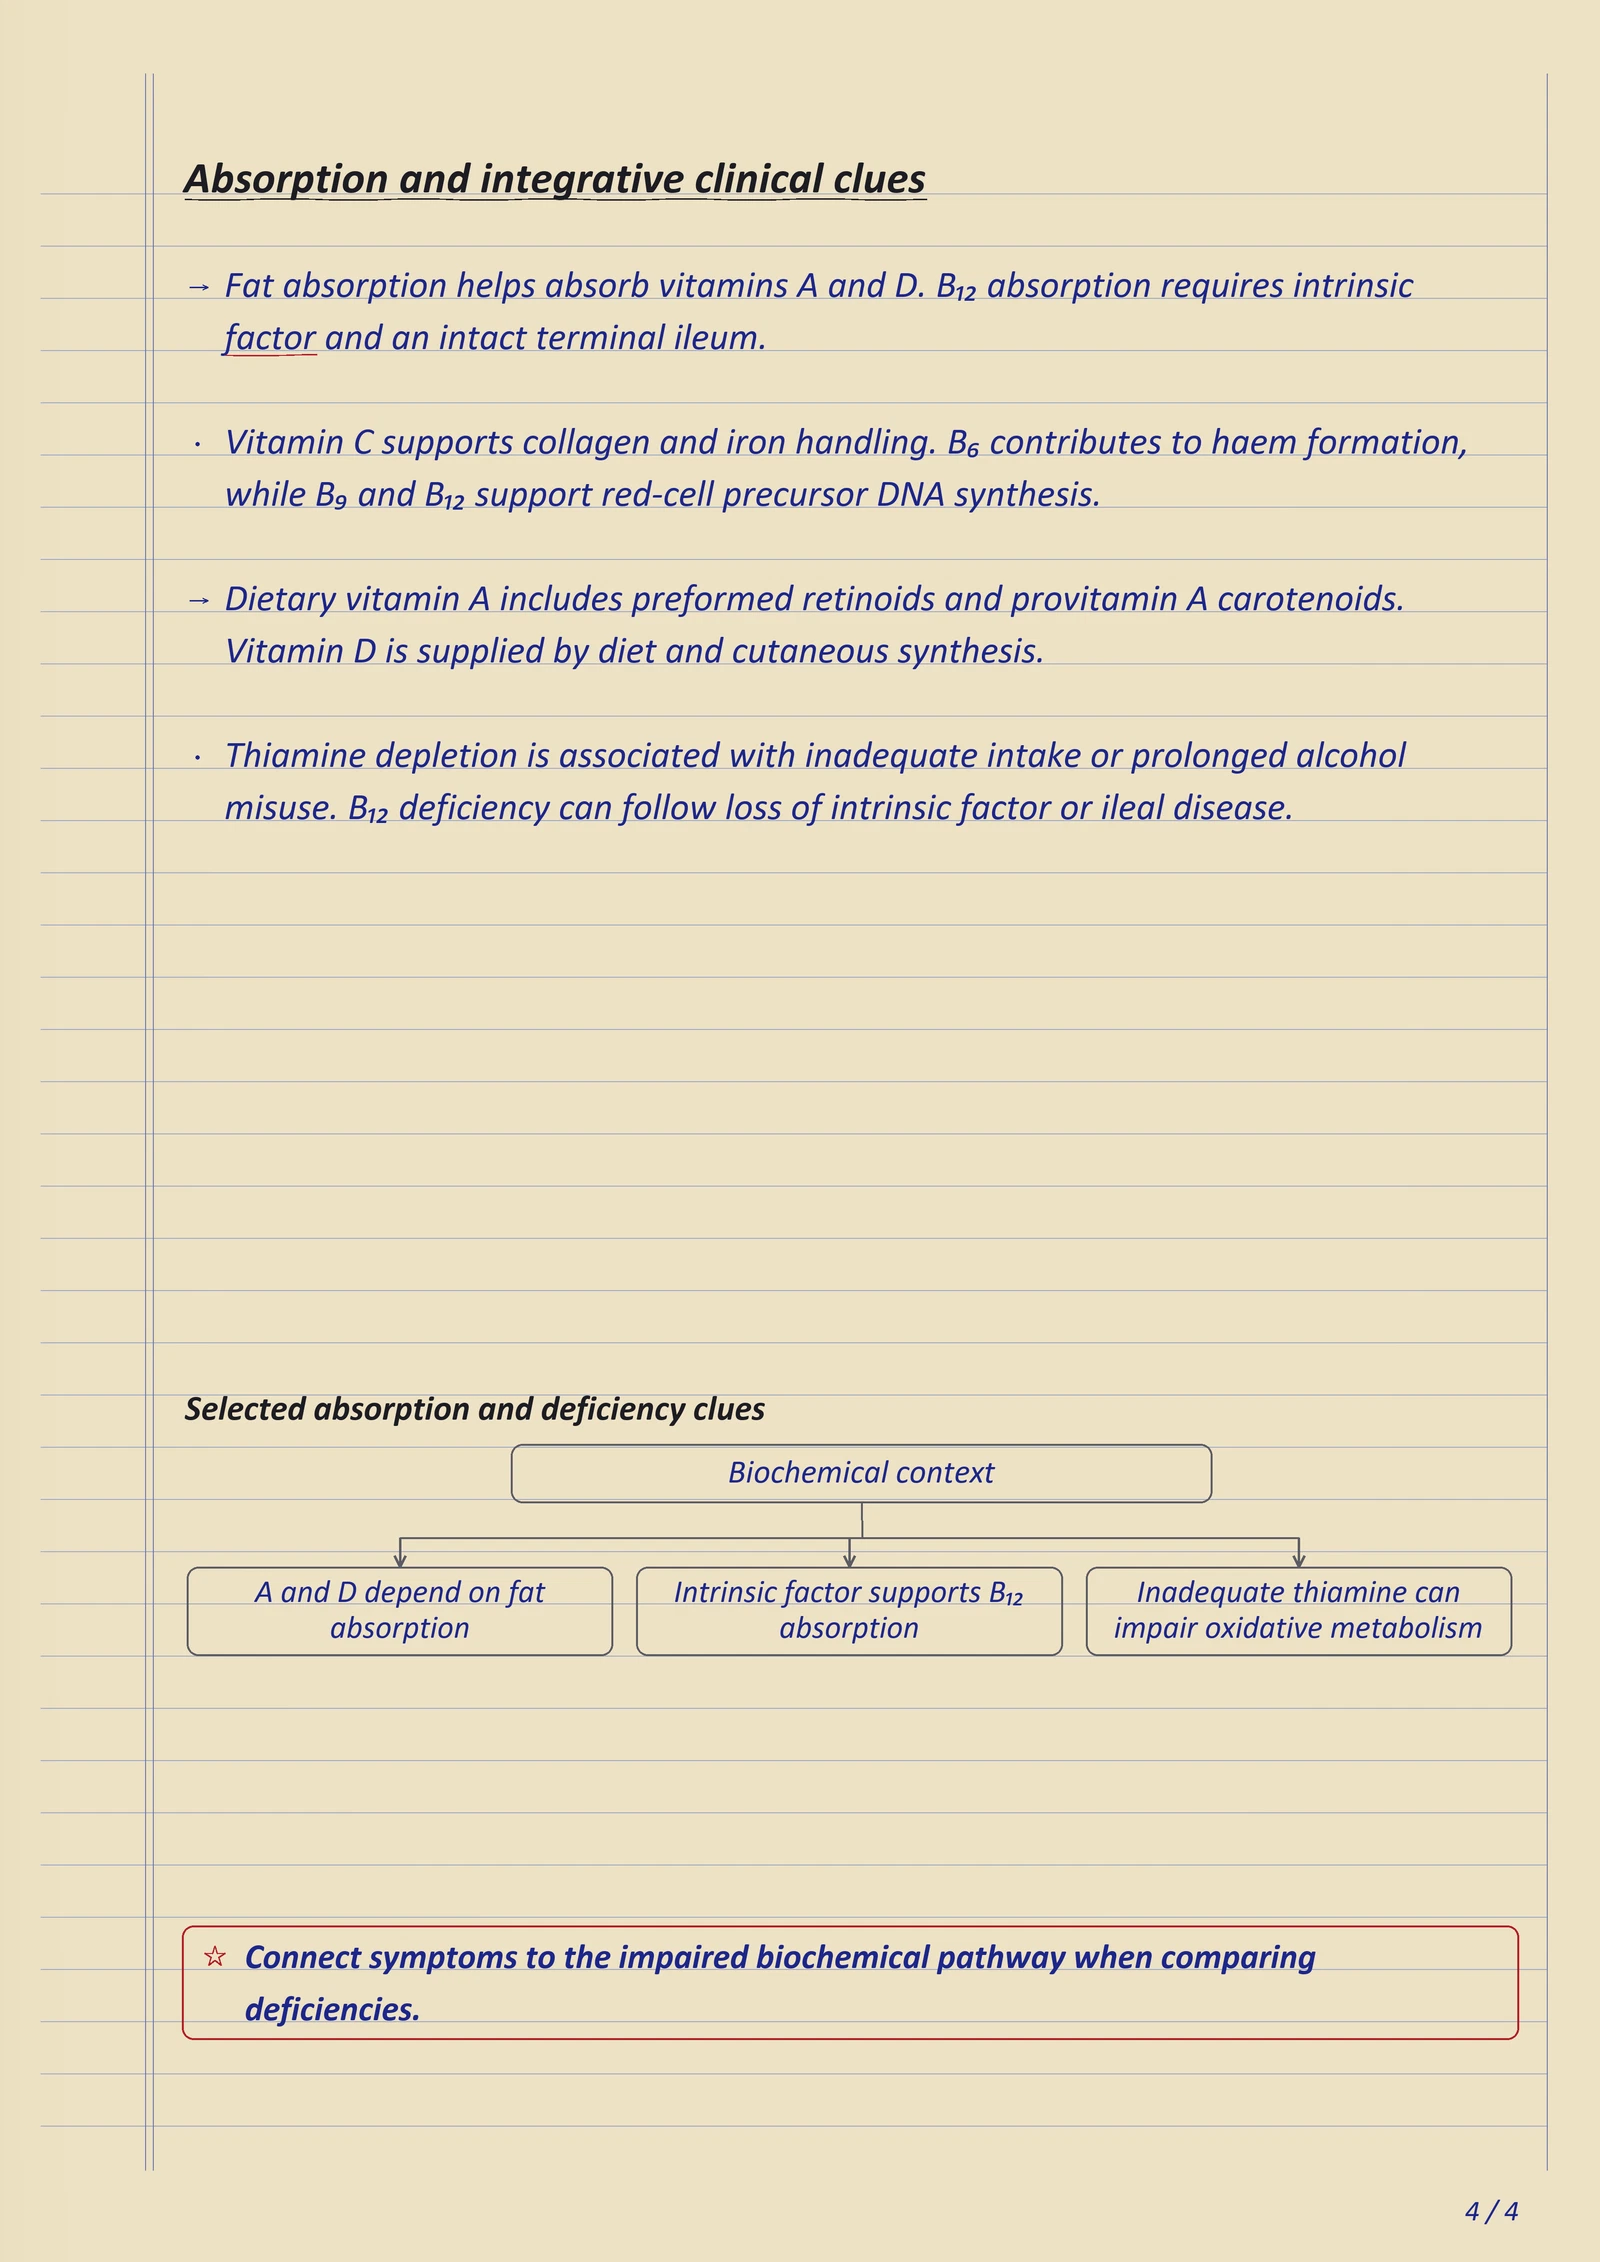 Absorption and integrative clinical clues
→ Fat absorption helps absorb vitamins A and D. B₁₂ absorption requires intrinsic
factor and an intact terminal ileum.
· Vitamin C supports collagen and iron handling. B₆ contributes to haem formation,
while B₉ and B₁₂ support red-cell precursor DNA synthesis.
→ Dietary vitamin A includes preformed retinoids and provitamin A carotenoids.
Vitamin D is supplied by diet and cutaneous synthesis.
· Thiamine depletion is associated with inadequate intake or prolonged alcohol
misuse. B₁₂ deficiency can follow loss of intrinsic factor or ileal disease.
Selected absorption and deficiency clues
Biochemical context
A and D depend on fat
absorption
Intrinsic factor supports B₁₂
absorption
Inadequate thiamine can
impair oxidative metabolism
☆ Connect symptoms to the impaired biochemical pathway when comparing
deficiencies.
4 / 4